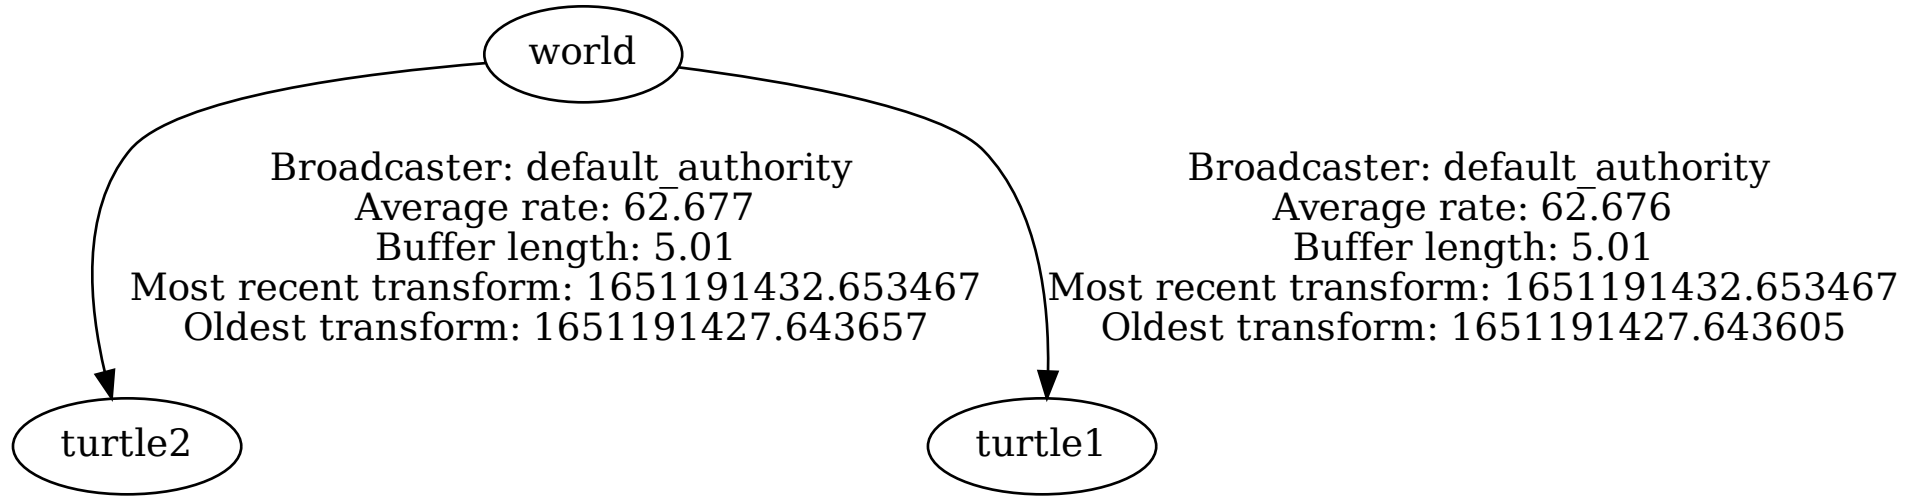 world
Broadcaster: default_authority
Average rate: 62.677
Buffer length: 5.01
Most recent transform: 1651191432.653467
Oldest transform: 1651191427.643657
Broadcaster: default_authority
Average rate: 62.676
Buffer length: 5.01
Most recent transform: 1651191432.653467
Oldest transform: 1651191427.643605
turtle2
turtle1